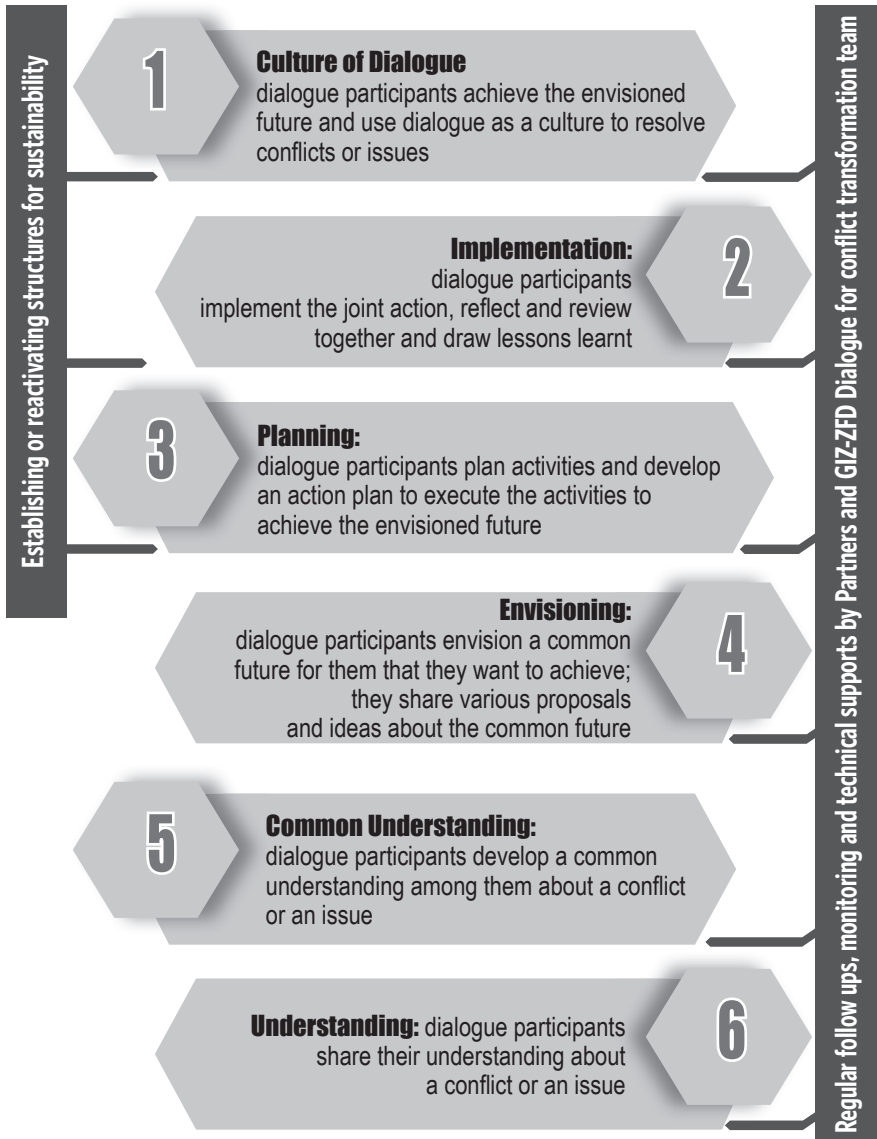 Establishing or reactivating structures for sustainability
1
Culture of Dialogue
dialogue participants achieve the envisioned
future and use dialogue as a culture to resolve
conflicts or issues
Implementation:
dialogue participants
implement the joint action, reflect and review
together and draw lessons learnt
2
3
Planning:
dialogue participants plan activities and develop
an action plan to execute the activities to
achieve the envisioned future
Envisioning:
dialogue participants envision a common
future for them that they want to achieve;
they share various proposals
and ideas about the common future
4
5
Common Understanding:
dialogue participants develop a common
understanding among them about a conflict
or an issue
Understanding: dialogue participants
share their understanding about
a conflict or an issue
6
Regular follow ups, monitoring and technical supports by Partners and GIZ-ZFD Dialogue for conflict transformation team